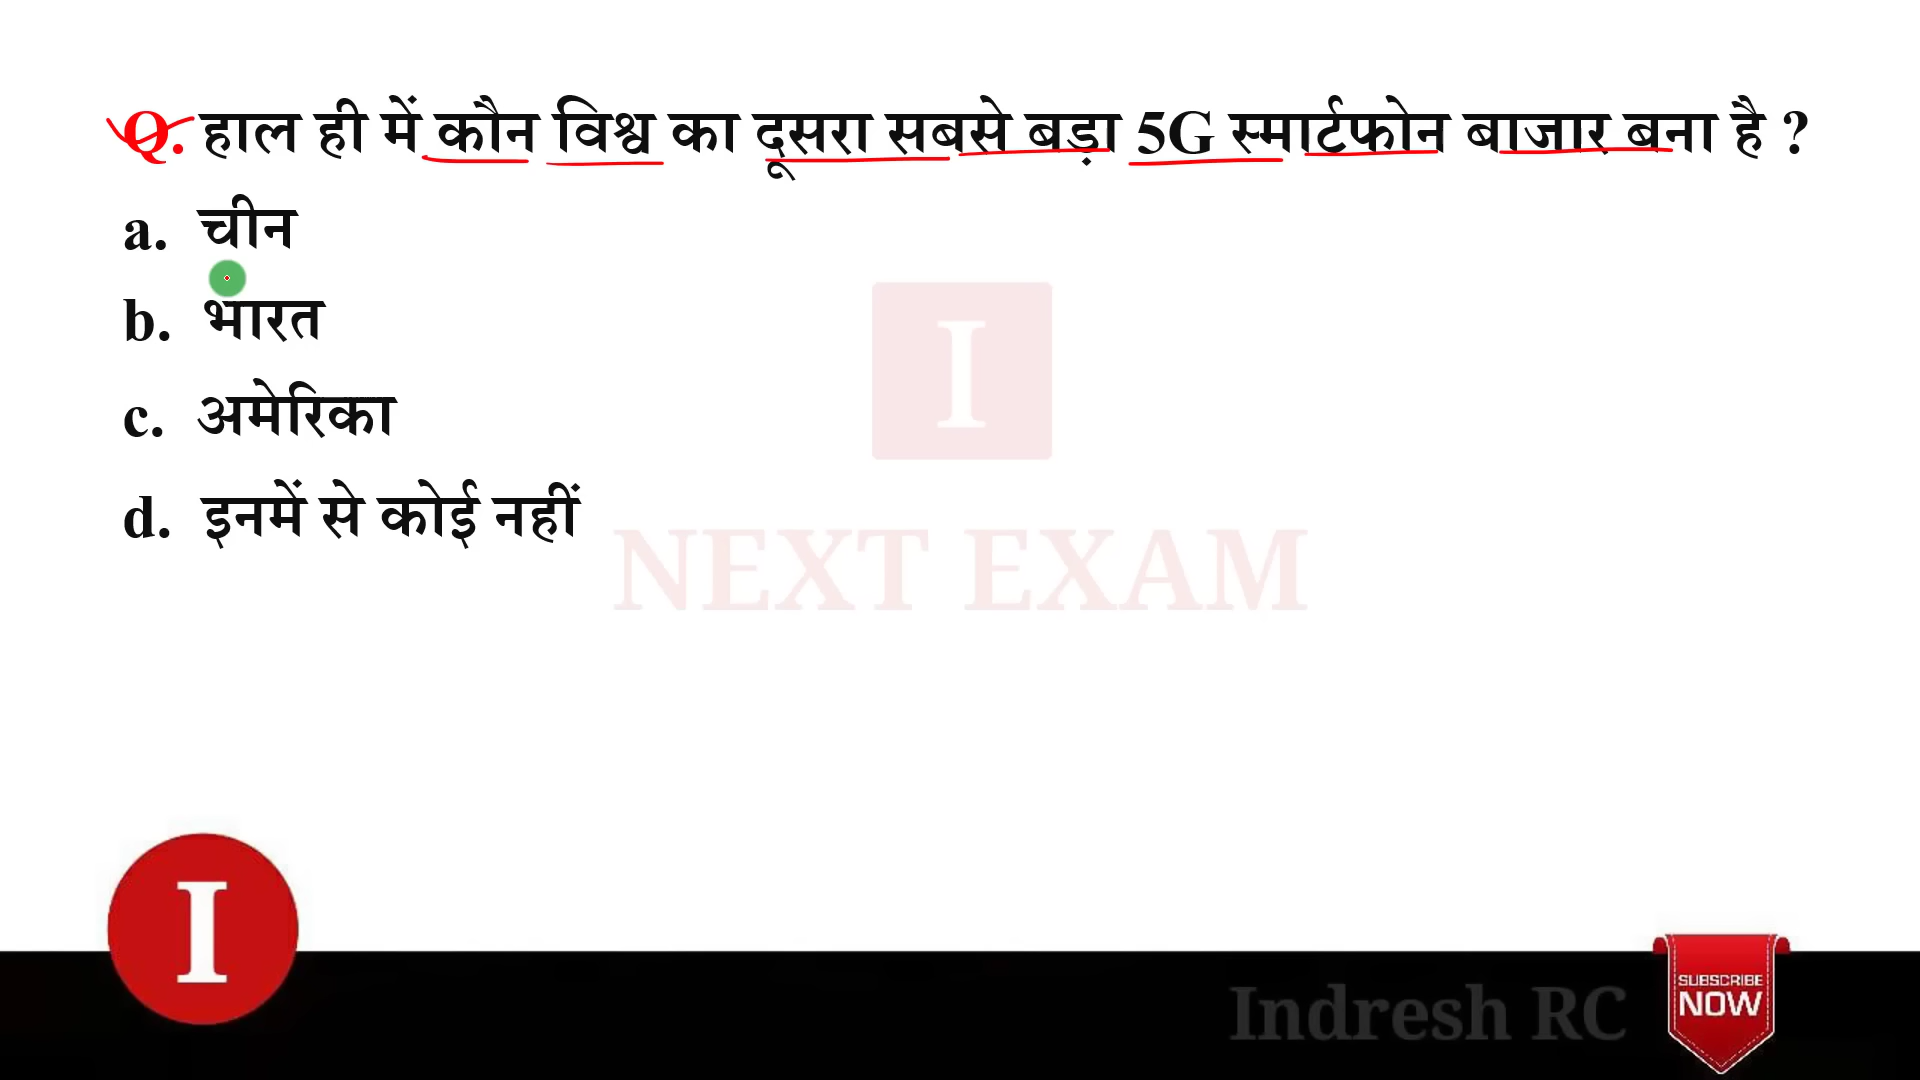 Q. हाल ही में कौन विश्व का दूसरा सबसे बड़ा 5G स्मार्टफोन बाजार बना है ?
a. चीन
b. भारत
c. अमेरिका
d. इनमें से कोई नहीं
I
NEXT EXAM
I
Indresh RC
SUBSCRIBE
NOW